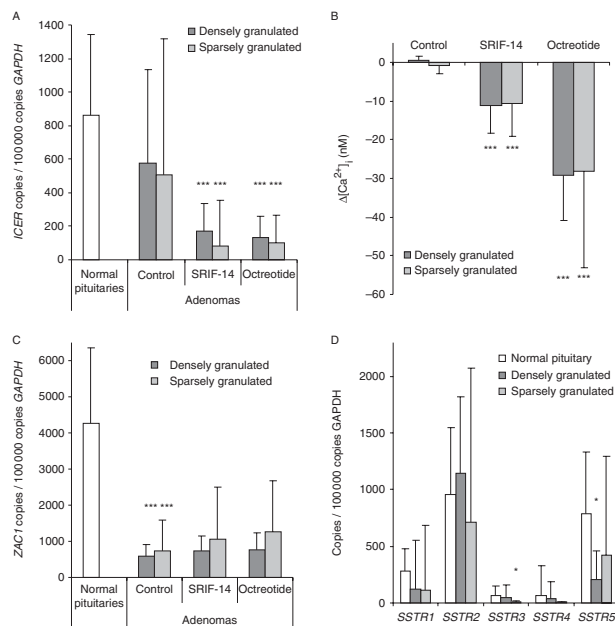 A
1400
1200
1000
800
600
400
200
0
ICER copies / 100 000 copies GAPDH
Densely granulated
Sparsely granulated
*** ***
*** ***
Normal pituitaries
Control
SRIF-14
Octreotide
Adenomas
B
Control
SRIF-14
Octreotide
10
0
–10
–20
–30
–40
–50
–60
Δ[Ca2+]i (nM)
***
***
***
***
Densely granulated
Sparsely granulated
C
6000
5000
4000
3000
2000
1000
0
ZAC1 copies / 100 000 copies GAPDH
Densely granulated
Sparsely granulated
*** ***
Normal pituitaries
Control
SRIF-14
Octreotide
Adenomas
D
2000
1500
1000
500
0
Copies / 100 000 copies GAPDH
Normal pituitary
Densely granulated
Sparsely granulated
*
*
SSTR1
SSTR2
SSTR3
SSTR4
SSTR5